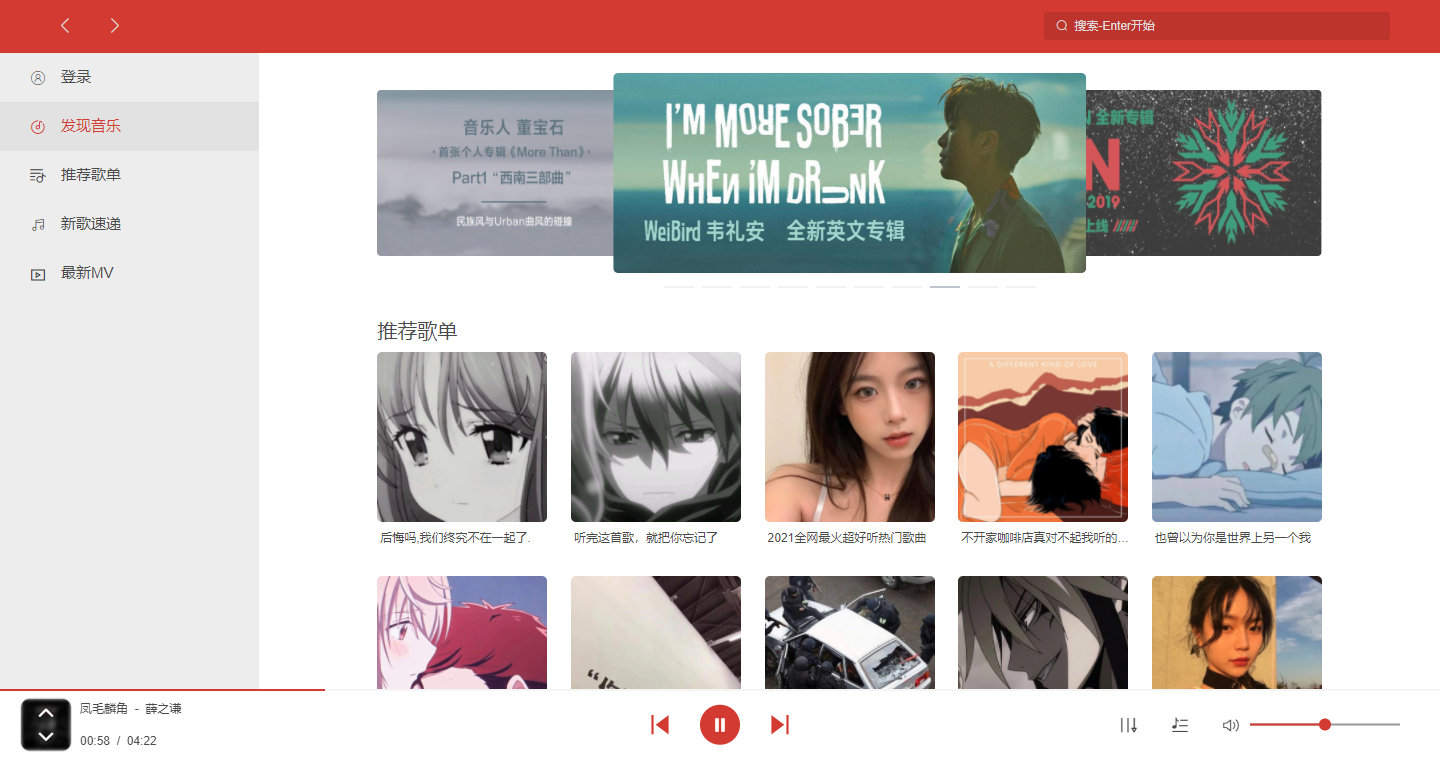 搜索-Enter开始
登录
发现音乐
推荐歌单
新歌速递
最新MV
音乐人 董宝石
·首张个人专辑《More Than》·
Part1“西南三部曲”
民族风与Urban曲风的碰撞
I'M MORE SOBER
WHEN I'M DRUNK
WeiBird 韦礼安 全新英文专辑
N' 全新专辑
N
-2019
上线
推荐歌单
A DIFFERENT KIND OF LOVE
后悔吗,我们终究不在一起了.
听完这首歌，就把你忘记了
2021全网最火超好听热门歌曲
不开家咖啡店真对不起我听的...
也曾以为你是世界上另一个我
凤毛麟角 - 薛之谦
00:58 / 04:22